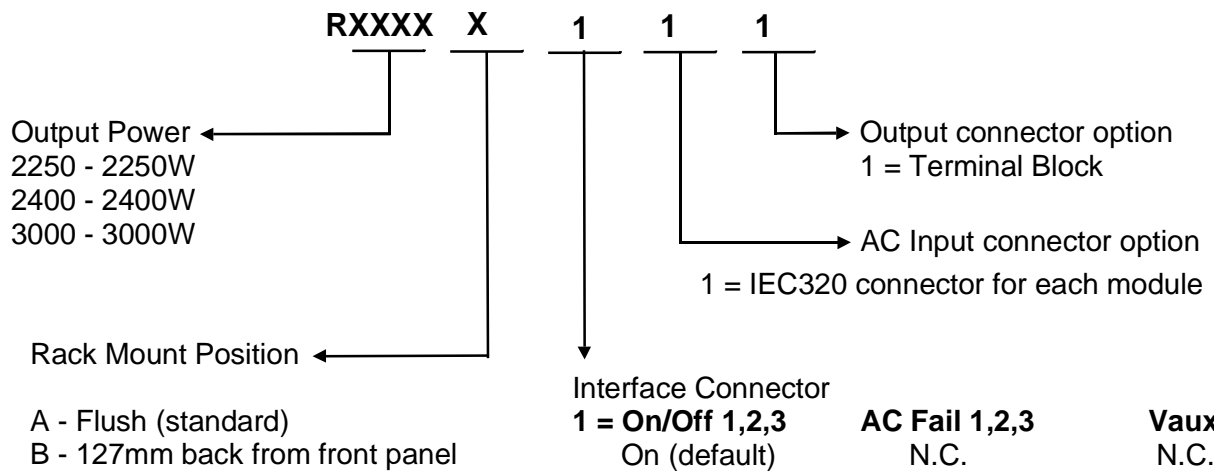 RXXXX X 1 1 1
Output Power
2250 - 2250W
2400 - 2400W
3000 - 3000W
Output connector option
1 = Terminal Block
AC Input connector option
1 = IEC320 connector for each module
Rack Mount Position
A - Flush (standard)
B - 127mm back from front panel
Interface Connector
1 = On/Off 1,2,3 AC Fail 1,2,3 Vaux
On (default) N.C. N.C.